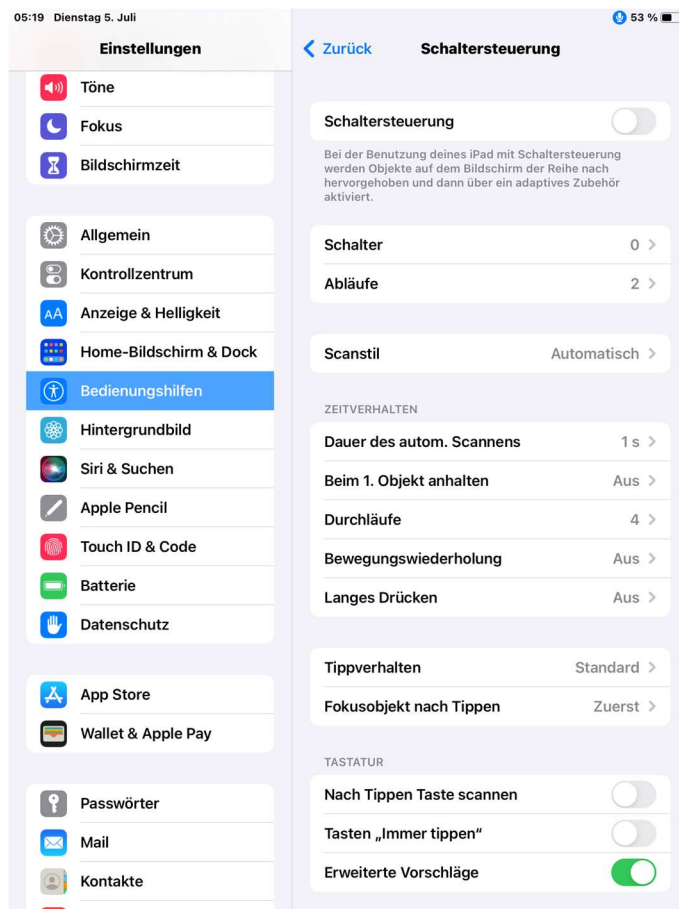 05:19 Dienstag 5. Juli
53 %
Einstellungen
Töne
Fokus
Bildschirmzeit
Allgemein
Kontrollzentrum
AA
Anzeige & Helligkeit
Home-Bildschirm & Dock
Bedienungshilfen
Hintergrundbild
Siri & Suchen
Apple Pencil
Touch ID & Code
Batterie
Datenschutz
App Store
Wallet & Apple Pay
Passwörter
Mail
Kontakte
Zurück
Schaltersteuerung
Schaltersteuerung
Bei der Benutzung deines iPad mit Schaltersteuerung
werden Objekte auf dem Bildschirm der Reihe nach
hervorgehoben und dann über ein adaptives Zubehör
aktiviert.
Schalter 0
Abläufe 2
Scanstil Automatisch
ZEITVERHALTEN
Dauer des autom. Scannens 1 s
Beim 1. Objekt anhalten Aus
Durchläufe 4
Bewegungswiederholung Aus
Langes Drücken Aus
Tippverhalten Standard
Fokusobjekt nach Tippen Zuerst
TASTATUR
Nach Tippen Taste scannen
Tasten „Immer tippen“
Erweiterte Vorschläge